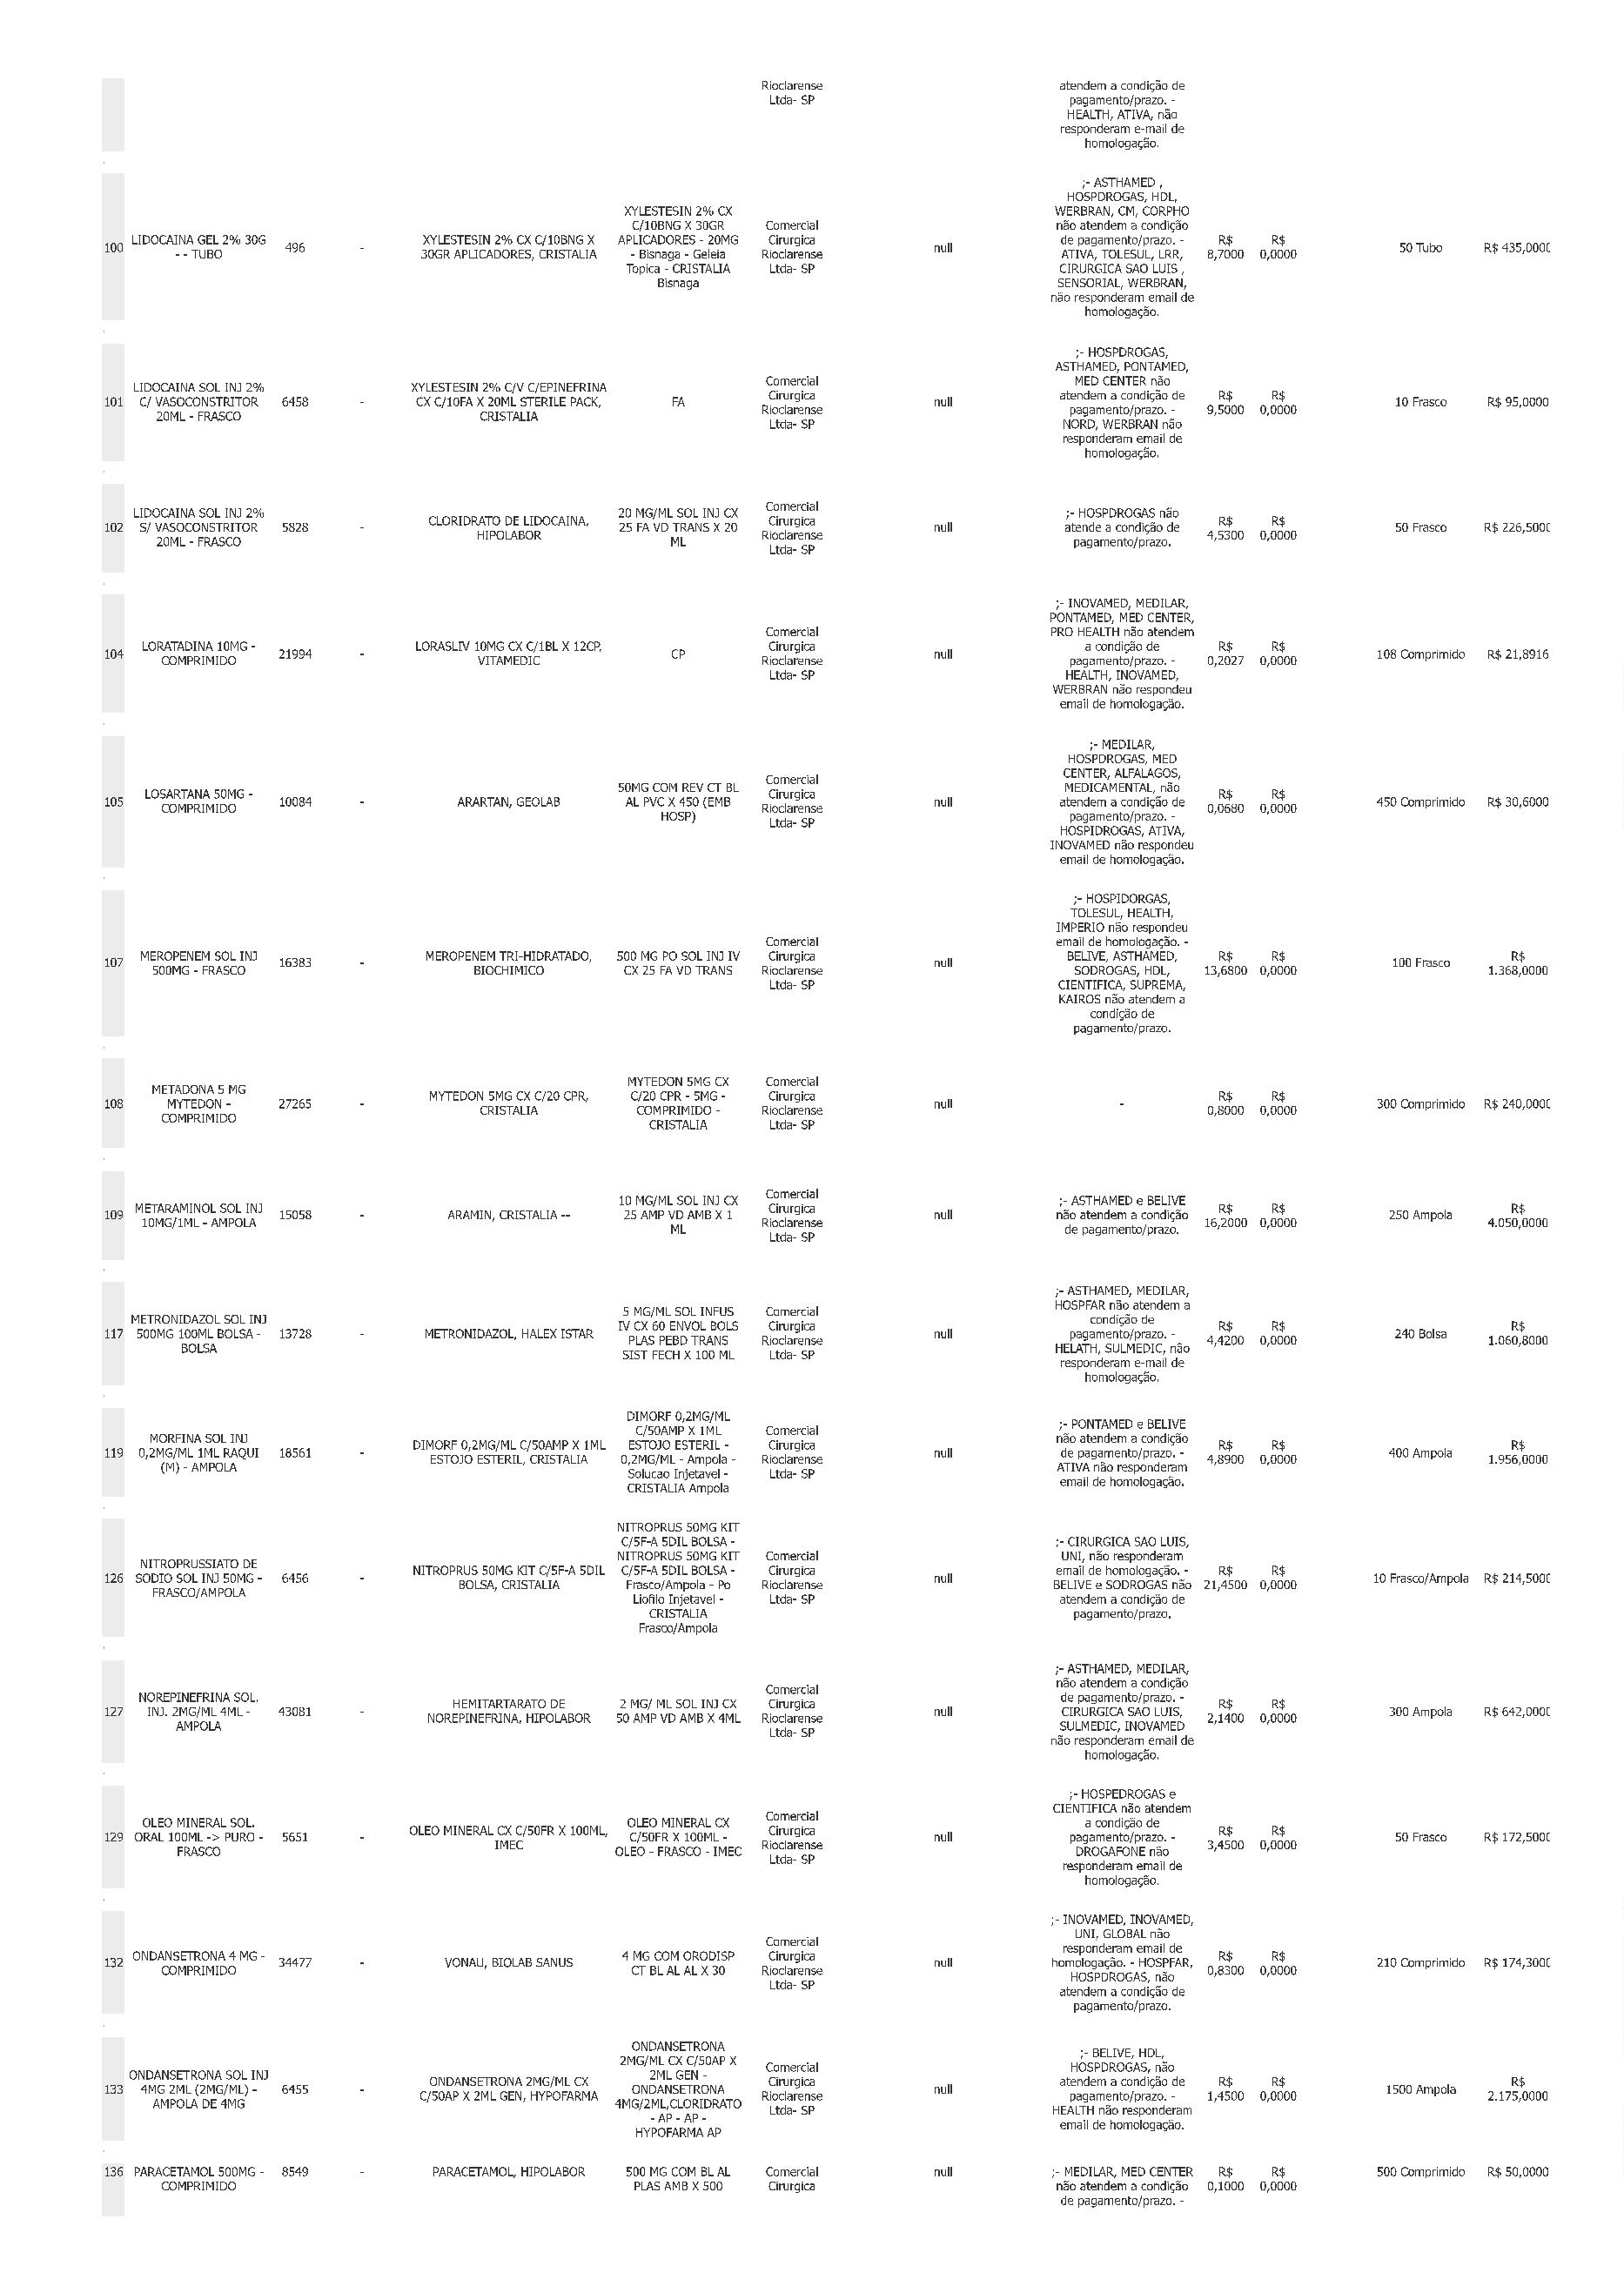 Rioclarense
Ltda- SP
atendem a condição de
pagamento/prazo. -
HEALTH, ATIVA, não
responderam e-mail de
homologação.
100
LIDOCAINA GEL 2% 30G
- - TUBO
496
-
XYLESTESIN 2% CX C/10BNG X
30GR APLICADORES, CRISTALIA
XYLESTESIN 2% CX
C/10BNG X 30GR
APLICADORES - 20MG
- Bisnaga - Geleia
Topica - CRISTALIA
Bisnaga
Comercial
Cirurgica
Rioclarense
Ltda- SP
null
;- ASTHAMED ,
HOSPDROGAS, HDL,
WERBRAN, CM, CORPHO
não atendem a condição
de pagamento/prazo. -
ATIVA, TOLESUL, LRR,
CIRURGICA SAO LUIS ,
SENSORIAL, WERBRAN,
não responderam email de
homologação.
R$
8,7000
R$
0,0000
50 Tubo
R$ 435,0000
101
LIDOCAINA SOL INJ 2%
C/ VASOCONSTRITOR
20ML - FRASCO
6458
-
XYLESTESIN 2% C/V C/EPINEFRINA
CX C/10FA X 20ML STERILE PACK,
CRISTALIA
FA
Comercial
Cirurgica
Rioclarense
Ltda- SP
null
;- HOSPDROGAS,
ASTHAMED, PONTAMED,
MED CENTER não
atendem a condição de
pagamento/prazo. -
NORD, WERBRAN não
responderam email de
homologação.
R$
9,5000
R$
0,0000
10 Frasco
R$ 95,0000
102
LIDOCAINA SOL INJ 2%
S/ VASOCONSTRITOR
20ML - FRASCO
5828
-
CLORIDRATO DE LIDOCAINA,
HIPOLABOR
20 MG/ML SOL INJ CX
25 FA VD TRANS X 20
ML
Comercial
Cirurgica
Rioclarense
Ltda- SP
null
;- HOSPDROGAS não
atende a condição de
pagamento/prazo.
R$
4,5300
R$
0,0000
50 Frasco
R$ 226,5000
104
LORATADINA 10MG -
COMPRIMIDO
21994
-
LORASLIV 10MG CX C/1BL X 12CP,
VITAMEDIC
CP
Comercial
Cirurgica
Rioclarense
Ltda- SP
null
;- INOVAMED, MEDILAR,
PONTAMED, MED CENTER,
PRO HEALTH não atendem
a condição de
pagamento/prazo. -
HEALTH, INOVAMED,
WERBRAN não respondeu
email de homologação.
R$
0,2027
R$
0,0000
108 Comprimido
R$ 21,8916
105
LOSARTANA 50MG -
COMPRIMIDO
10084
-
ARARTAN, GEOLAB
50MG COM REV CT BL
AL PVC X 450 (EMB
HOSP)
Comercial
Cirurgica
Rioclarense
Ltda- SP
null
;- MEDILAR,
HOSPDROGAS, MED
CENTER, ALFALAGOS,
MEDICAMENTAL, não
atendem a condição de
pagamento/prazo. -
HOSPIDROGAS, ATIVA,
INOVAMED não respondeu
email de homologação.
R$
0,0680
R$
0,0000
450 Comprimido
R$ 30,6000
107
MEROPENEM SOL INJ
500MG - FRASCO
16383
-
MEROPENEM TRI-HIDRATADO,
BIOCHIMICO
500 MG PO SOL INJ IV
CX 25 FA VD TRANS
Comercial
Cirurgica
Rioclarense
Ltda- SP
null
;- HOSPIDORGAS,
TOLESUL, HEALTH,
IMPERIO não respondeu
email de homologação. -
BELIVE, ASTHAMED,
SODROGAS, HDL,
CIENTIFICA, SUPREMA,
KAIROS não atendem a
condição de
pagamento/prazo.
R$
13,6800
R$
0,0000
100 Frasco
R$
1.368,0000
108
METADONA 5 MG
MYTEDON -
COMPRIMIDO
27265
-
MYTEDON 5MG CX C/20 CPR,
CRISTALIA
MYTEDON 5MG CX
C/20 CPR - 5MG -
COMPRIMIDO -
CRISTALIA
Comercial
Cirurgica
Rioclarense
Ltda- SP
null
-
R$
0,8000
R$
0,0000
300 Comprimido
R$ 240,0000
109
METARAMINOL SOL INJ
10MG/1ML - AMPOLA
15058
-
ARAMIN, CRISTALIA --
10 MG/ML SOL INJ CX
25 AMP VD AMB X 1
ML
Comercial
Cirurgica
Rioclarense
Ltda- SP
null
;- ASTHAMED e BELIVE
não atendem a condição
de pagamento/prazo.
R$
16,2000
R$
0,0000
250 Ampola
R$
4.050,0000
117
METRONIDAZOL SOL INJ
500MG 100ML BOLSA -
BOLSA
13728
-
METRONIDAZOL, HALEX ISTAR
5 MG/ML SOL INFUS
IV CX 60 ENVOL BOLS
PLAS PEBD TRANS
SIST FECH X 100 ML
Comercial
Cirurgica
Rioclarense
Ltda- SP
null
;- ASTHAMED, MEDILAR,
HOSPFAR não atendem a
condição de
pagamento/prazo. -
HELATH, SULMEDIC, não
responderam e-mail de
homologação.
R$
4,4200
R$
0,0000
240 Bolsa
R$
1.060,8000
119
MORFINA SOL INJ
0,2MG/ML 1ML RAQUI
(M) - AMPOLA
18561
-
DIMORF 0,2MG/ML C/50AMP X 1ML
ESTOJO ESTERIL, CRISTALIA
DIMORF 0,2MG/ML
C/50AMP X 1ML
ESTOJO ESTERIL -
0,2MG/ML - Ampola -
Solucao Injetavel -
CRISTALIA Ampola
Comercial
Cirurgica
Rioclarense
Ltda- SP
null
;- PONTAMED e BELIVE
não atendem a condição
de pagamento/prazo. -
ATIVA não responderam
email de homologação.
R$
4,8900
R$
0,0000
400 Ampola
R$
1.956,0000
126
NITROPRUSSIATO DE
SODIO SOL INJ 50MG -
FRASCO/AMPOLA
6456
-
NITROPRUS 50MG KIT C/5F-A 5DIL
BOLSA, CRISTALIA
NITROPRUS 50MG KIT
C/5F-A 5DIL BOLSA -
NITROPRUS 50MG KIT
C/5F-A 5DIL BOLSA -
Frasco/Ampola - Po
Liofilo Injetavel -
CRISTALIA
Frasco/Ampola
Comercial
Cirurgica
Rioclarense
Ltda- SP
null
;- CIRURGICA SAO LUIS,
UNI, não responderam
email de homologação. -
BELIVE e SODROGAS não
atendem a condição de
pagamento/prazo.
R$
21,4500
R$
0,0000
10 Frasco/Ampola
R$ 214,5000
127
NOREPINEFRINA SOL.
INJ. 2MG/ML 4ML -
AMPOLA
43081
-
HEMITARTARATO DE
NOREPINEFRINA, HIPOLABOR
2 MG/ ML SOL INJ CX
50 AMP VD AMB X 4ML
Comercial
Cirurgica
Rioclarense
Ltda- SP
null
;- ASTHAMED, MEDILAR,
não atendem a condição
de pagamento/prazo. -
CIRURGICA SAO LUIS,
SULMEDIC, INOVAMED
não responderam email de
homologação.
R$
2,1400
R$
0,0000
300 Ampola
R$ 642,0000
129
OLEO MINERAL SOL.
ORAL 100ML -> PURO -
FRASCO
5651
-
OLEO MINERAL CX C/50FR X 100ML,
IMEC
OLEO MINERAL CX
C/50FR X 100ML -
OLEO - FRASCO - IMEC
Comercial
Cirurgica
Rioclarense
Ltda- SP
null
;- HOSPEDROGAS e
CIENTIFICA não atendem
a condição de
pagamento/prazo. -
DROGAFONE não
responderam email de
homologação.
R$
3,4500
R$
0,0000
50 Frasco
R$ 172,5000
132
ONDANSETRONA 4 MG -
COMPRIMIDO
34477
-
VONAU, BIOLAB SANUS
4 MG COM ORODISP
CT BL AL AL X 30
Comercial
Cirurgica
Rioclarense
Ltda- SP
null
;- INOVAMED, INOVAMED,
UNI, GLOBAL não
responderam email de
homologação. - HOSPFAR,
HOSPDROGAS, não
atendem a condição de
pagamento/prazo.
R$
0,8300
R$
0,0000
210 Comprimido
R$ 174,3000
133
ONDANSETRONA SOL INJ
4MG 2ML (2MG/ML) -
AMPOLA DE 4MG
6455
-
ONDANSETRONA 2MG/ML CX
C/50AP X 2ML GEN, HYPOFARMA
ONDANSETRONA
2MG/ML CX C/50AP X
2ML GEN -
ONDANSETRONA
4MG/2ML,CLORIDRATO
- AP - AP -
HYPOFARMA AP
Comercial
Cirurgica
Rioclarense
Ltda- SP
null
;- BELIVE, HDL,
HOSPDROGAS, não
atendem a condição de
pagamento/prazo. -
HEALTH não responderam
email de homologação.
R$
1,4500
R$
0,0000
1500 Ampola
R$
2.175,0000
136
PARACETAMOL 500MG -
COMPRIMIDO
8549
-
PARACETAMOL, HIPOLABOR
500 MG COM BL AL
PLAS AMB X 500
Comercial
Cirurgica
null
;- MEDILAR, MED CENTER
não atendem a condição
de pagamento/prazo. -
R$
0,1000
R$
0,0000
500 Comprimido
R$ 50,0000